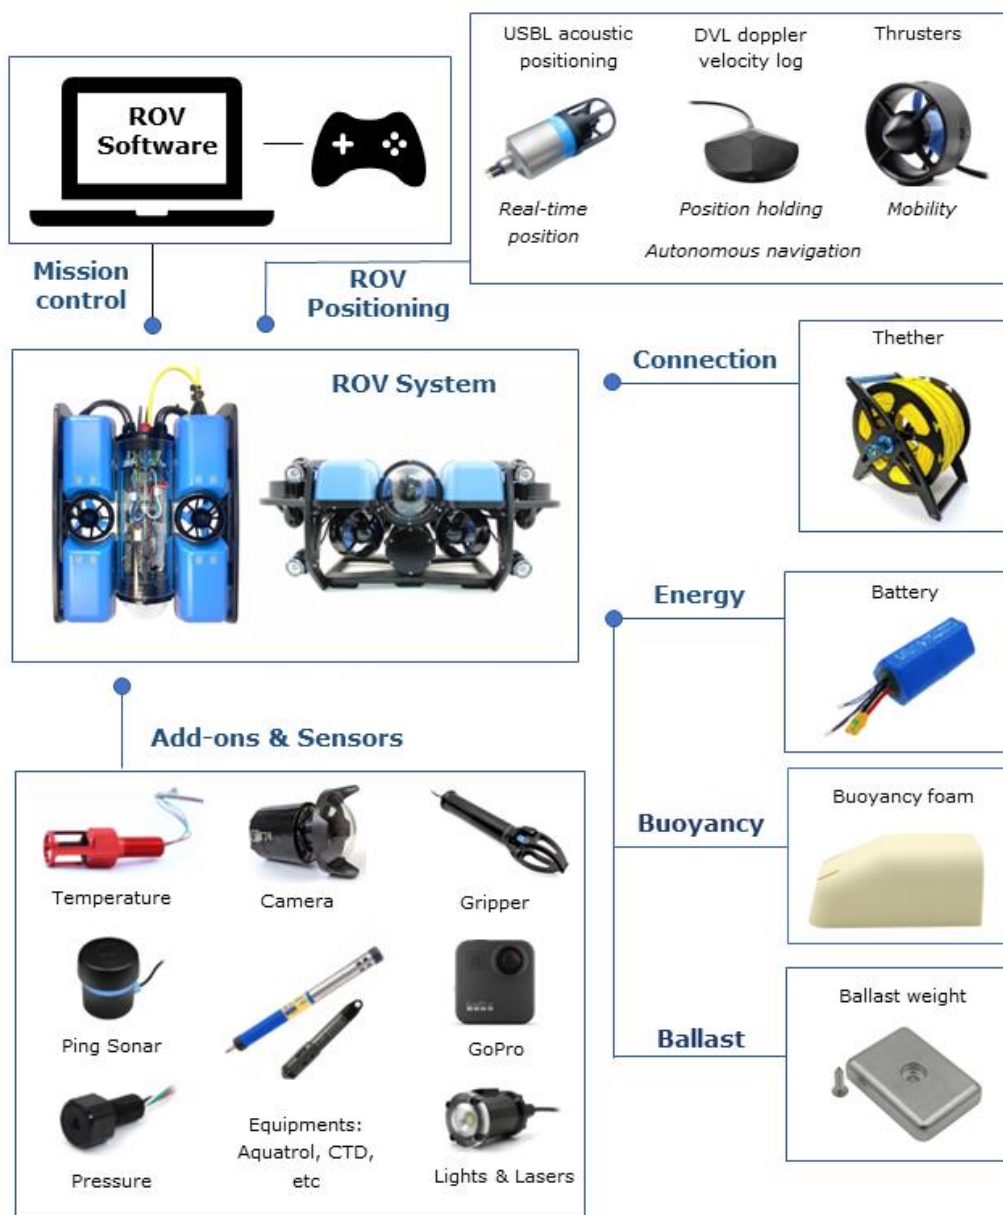 USBL acoustic
positioning
DVL doppler
velocity log
Thrusters
ROV
Software
Real-time
position
Position holding
Mobility
Autonomous navigation
Mission
control
ROV
Positioning
ROV System
Connection
Thether
Energy
Battery
Add-ons & Sensors
Buoyancy
Buoyancy foam
Temperature
Camera
Gripper
Ping Sonar
GoPro
GoPro
Ballast
Ballast weight
Pressure
Equipments:
Aquatrol, CTD,
etc
Lights & Lasers